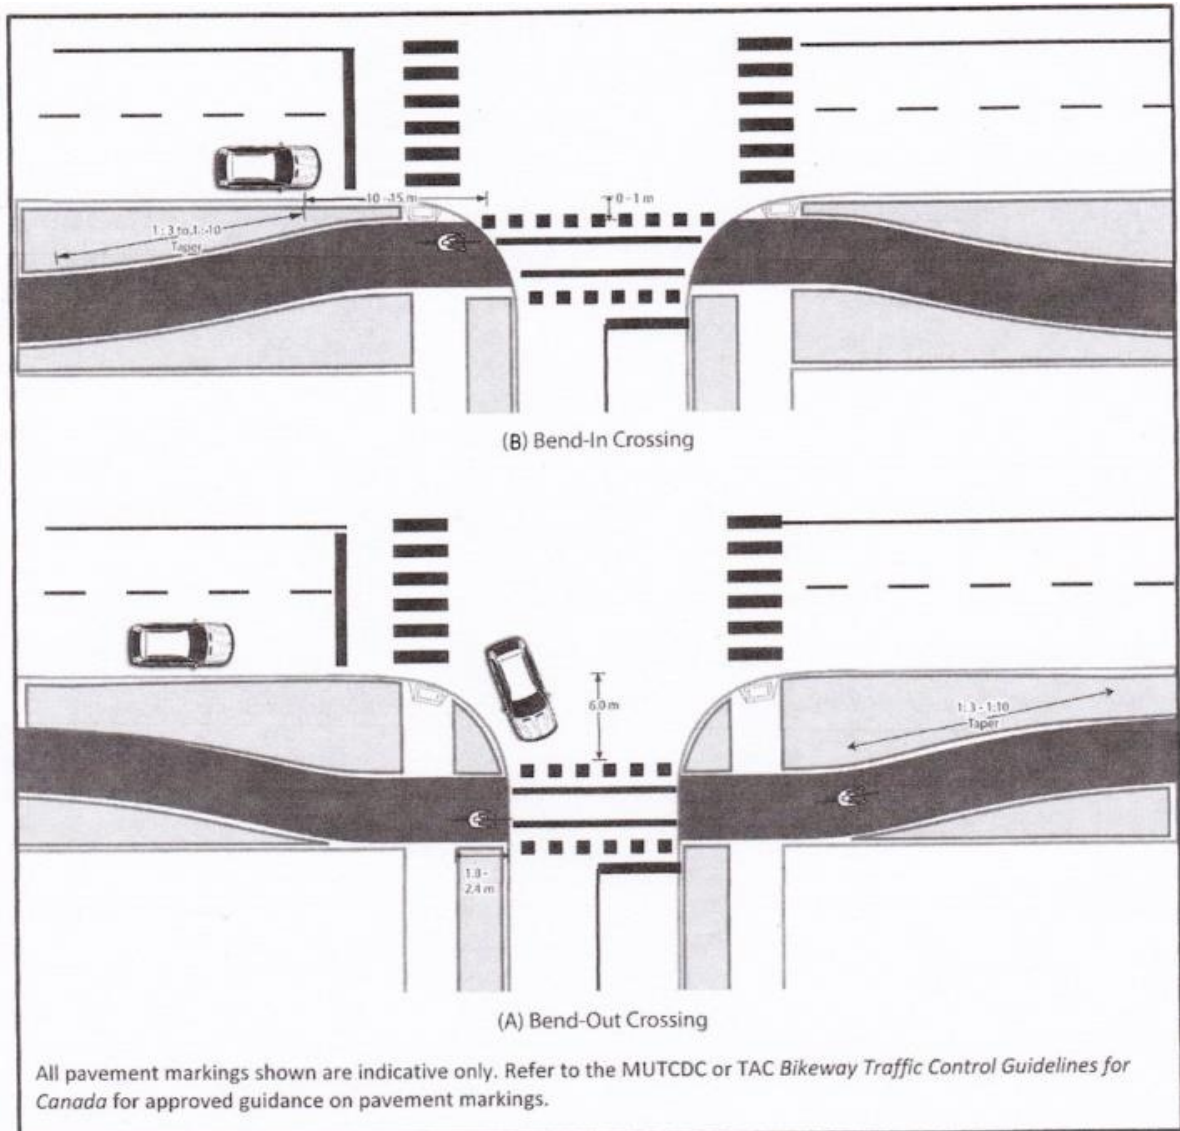 10 - 15 m
0 - 1 m
1 : 3 to 1 : 10
Taper
(B) Bend-In Crossing
6.0 m
1: 3 - 1:10
Taper
1.8 -
2.4 m
(A) Bend-Out Crossing
All pavement markings shown are indicative only. Refer to the MUTCDC or TAC Bikeway Traffic Control Guidelines for
Canada for approved guidance on pavement markings.